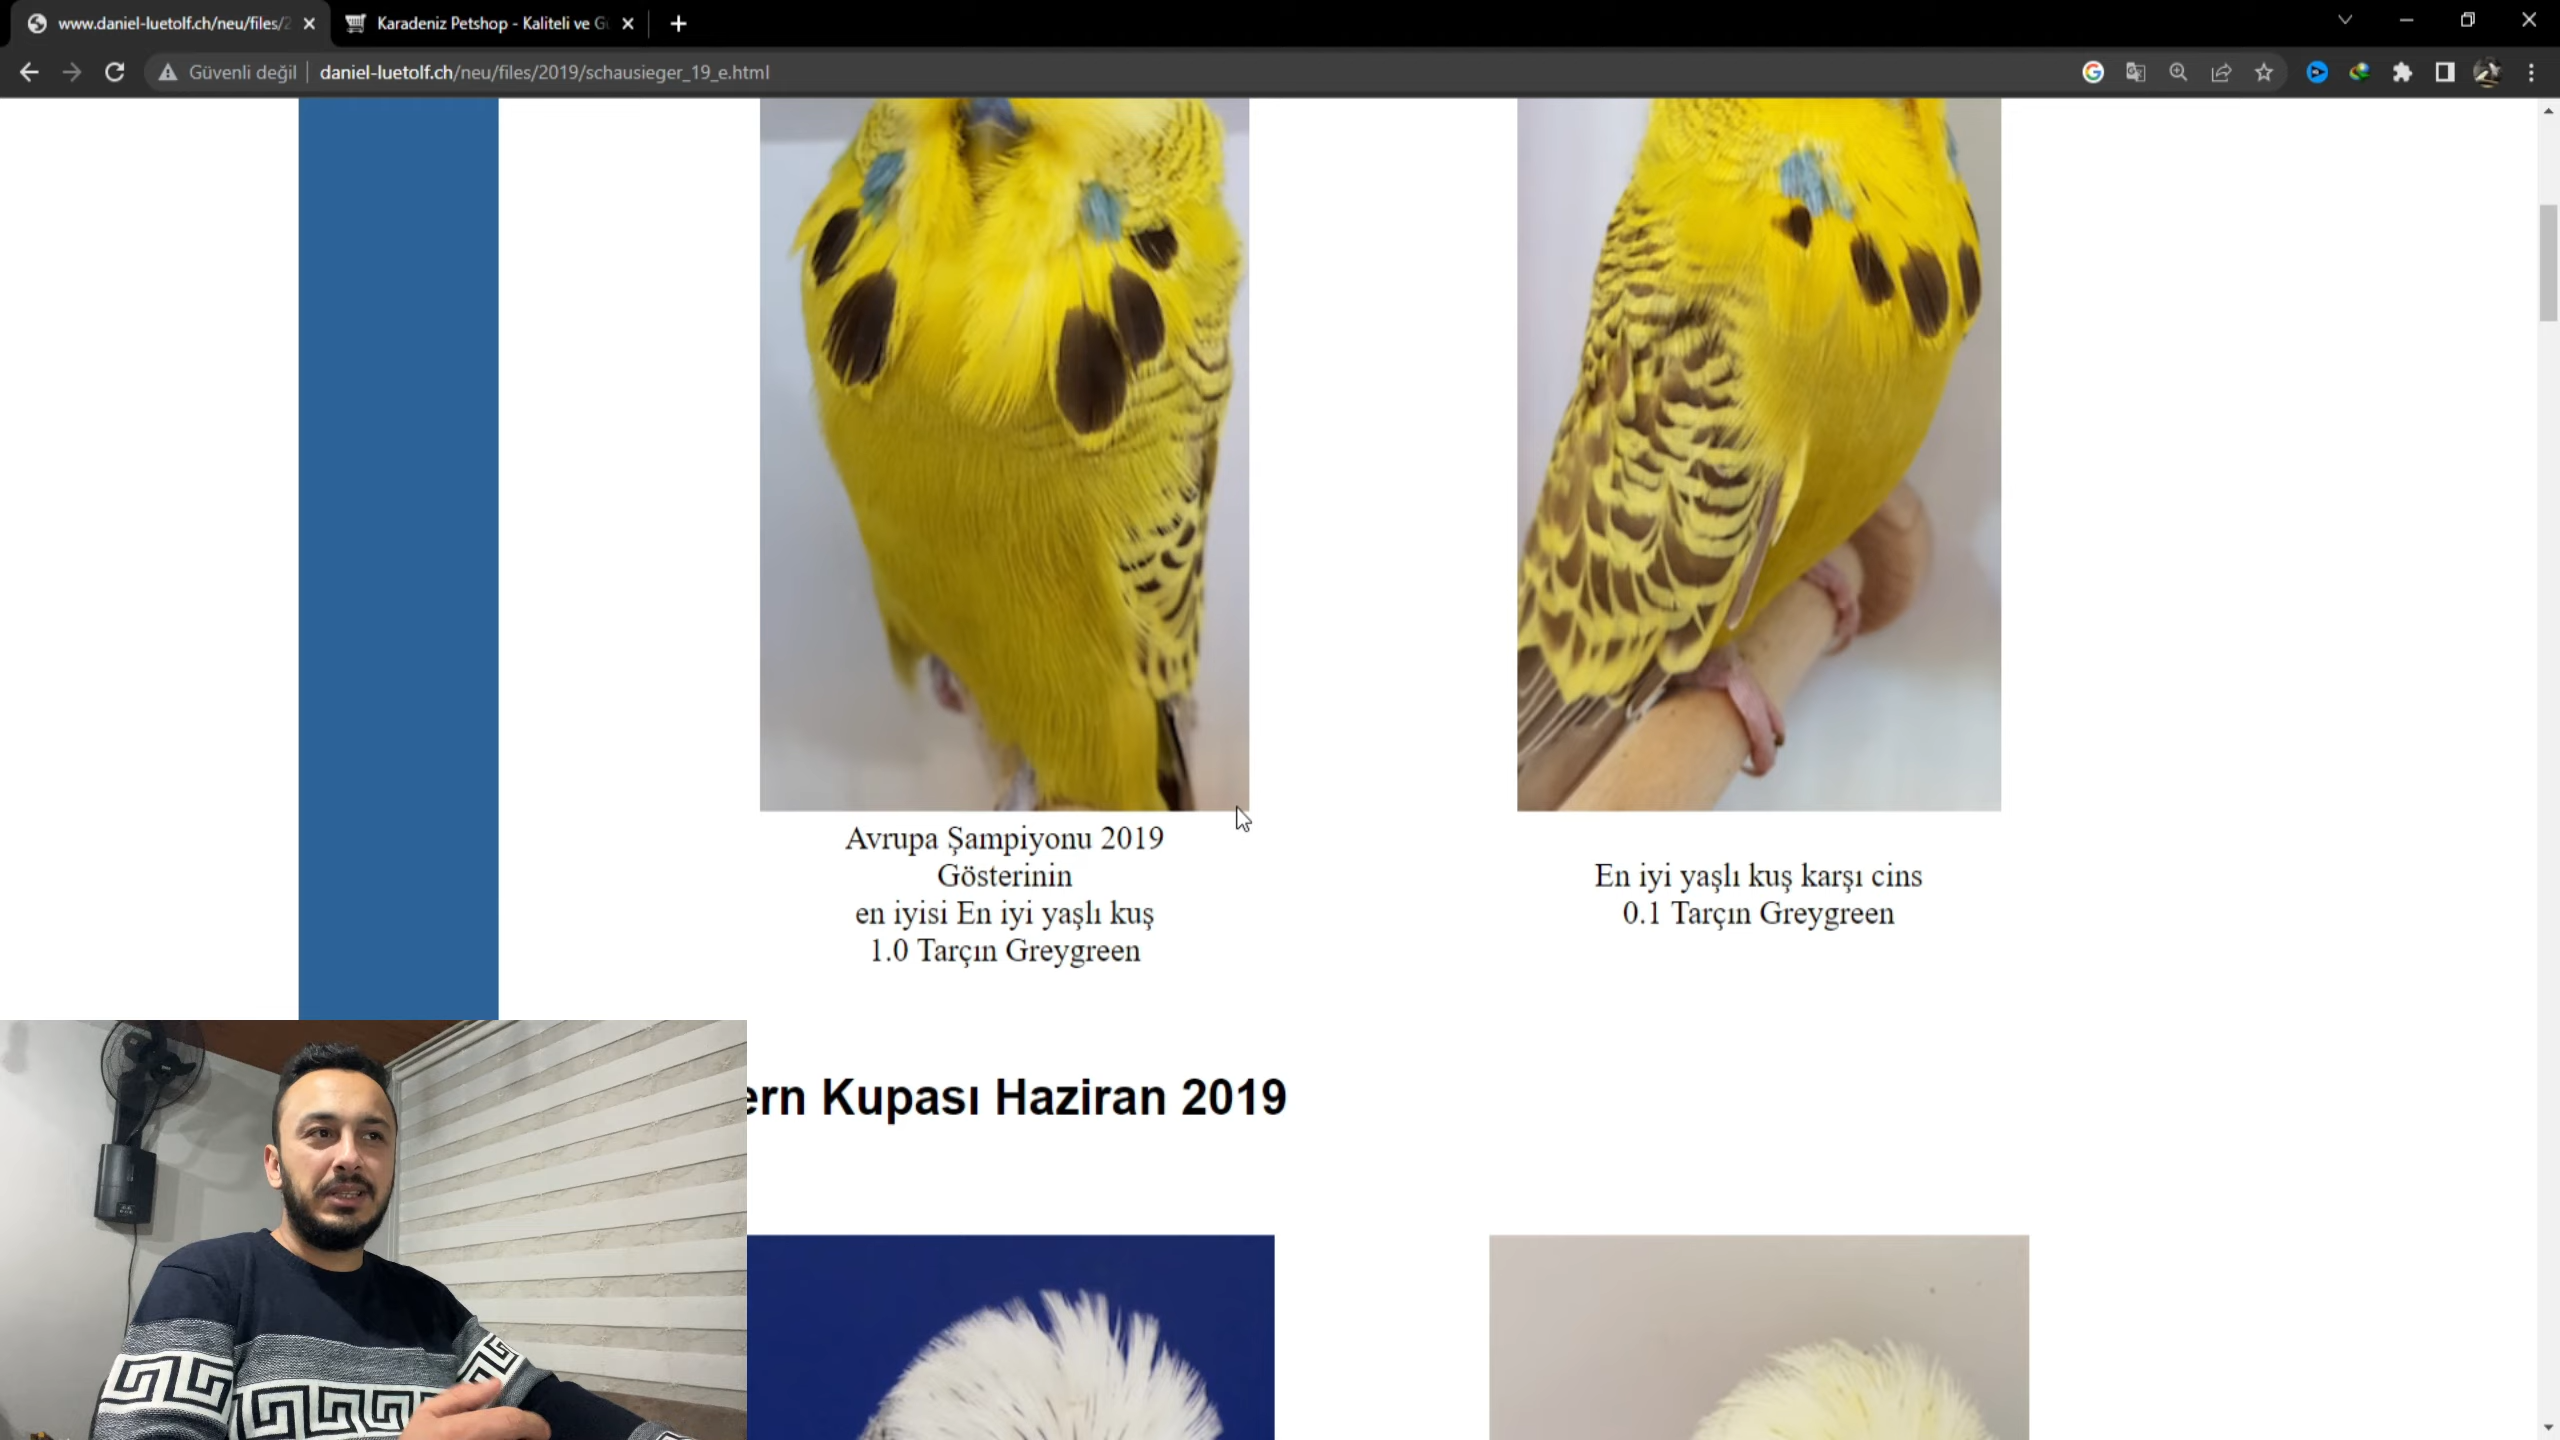 www.daniel-luetolf.ch/neu/files/2
Karadeniz Petshop - Kaliteli ve G
Güvenli değil
daniel-luetolf.ch/neu/files/2019/schausieger_19_e.html
Avrupa Şampiyonu 2019
Gösterinin
en iyisi En iyi yaşlı kuş
1.0 Tarçın Greygreen
En iyi yaşlı kuş karşı cins
0.1 Tarçın Greygreen
ern Kupası Haziran 2019